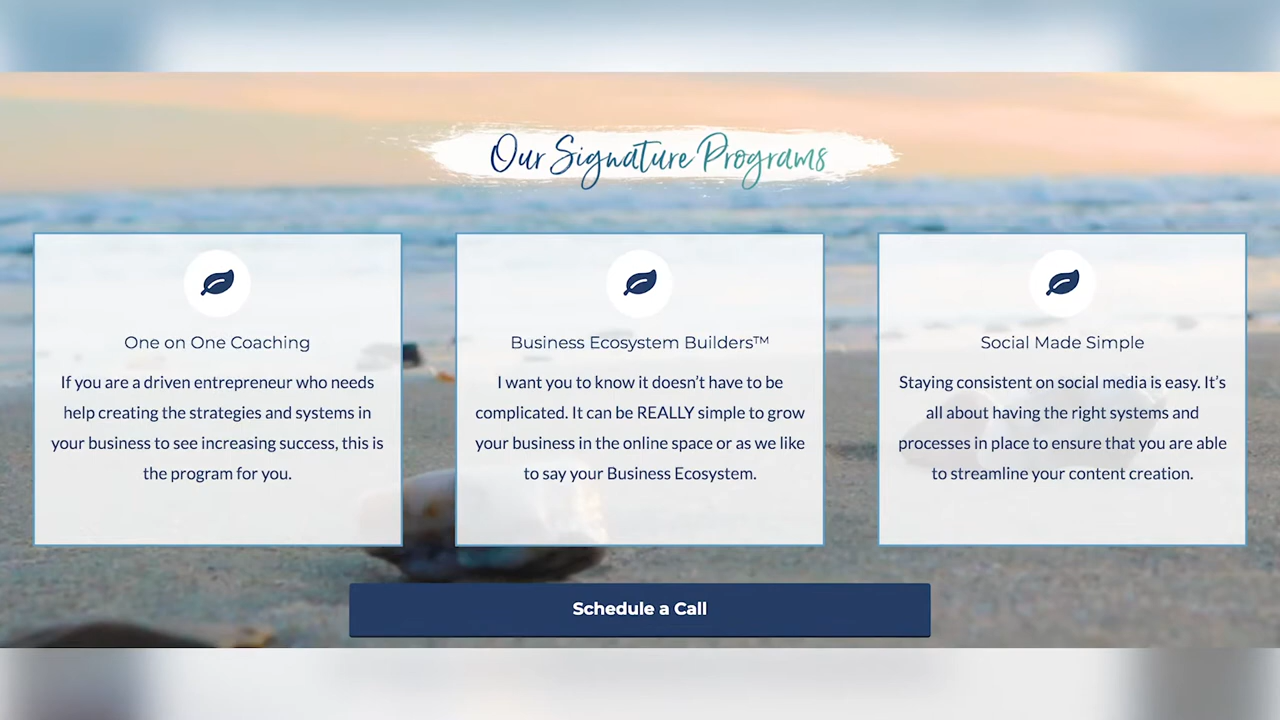 Our Signature Programs
One on One Coaching
If you are a driven entrepreneur who needs
help creating the strategies and systems in
your business to see increasing success, this is
the program for you.
Business Ecosystem Builders™
I want you to know it doesn’t have to be
complicated. It can be REALLY simple to grow
your business in the online space or as we like
to say your Business Ecosystem.
Social Made Simple
Staying consistent on social media is easy. It’s
all about having the right systems and
processes in place to ensure that you are able
to streamline your content creation.
Schedule a Call